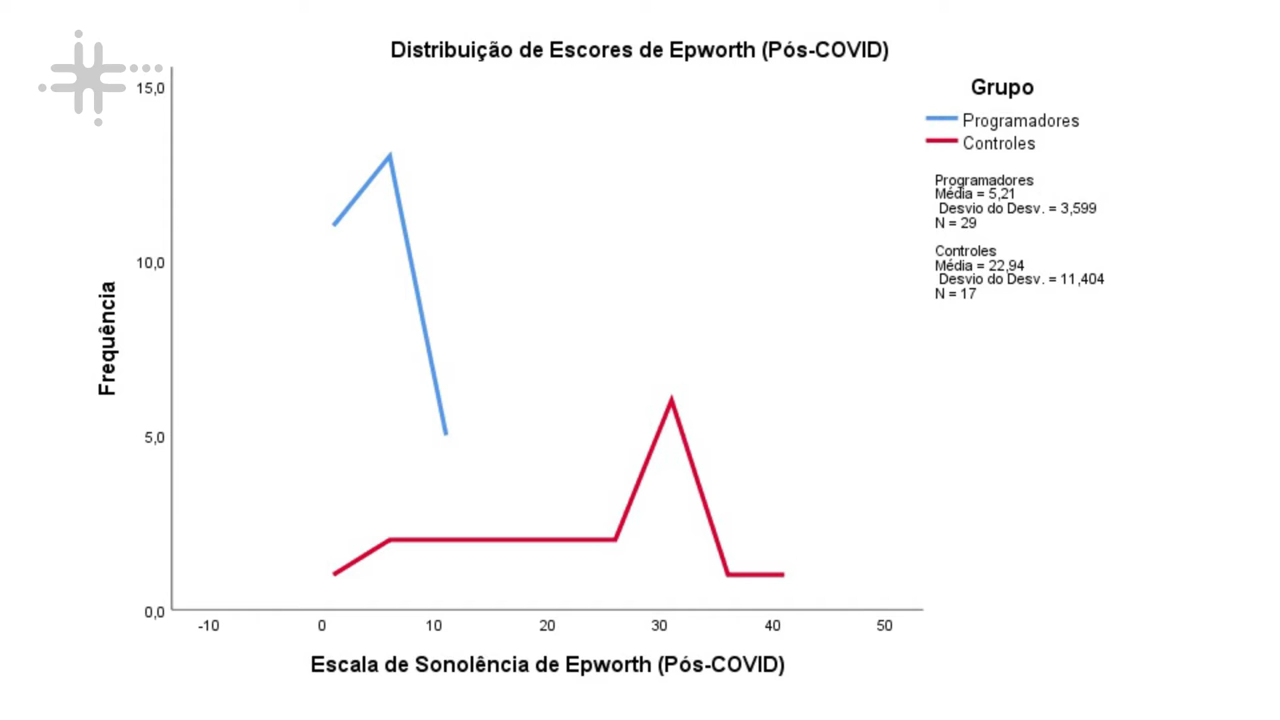 Distribuição de Escores de Epworth (Pós-COVID)
15,0
10,0
5,0
0,0
Frequência
-10
0
10
20
30
40
50
Escala de Sonolência de Epworth (Pós-COVID)
Grupo
Programadores
Controles
Programadores
Média = 5,21
Desvio do Desv. = 3,599
N = 29
Controles
Média = 22,94
Desvio do Desv. = 11,404
N = 17